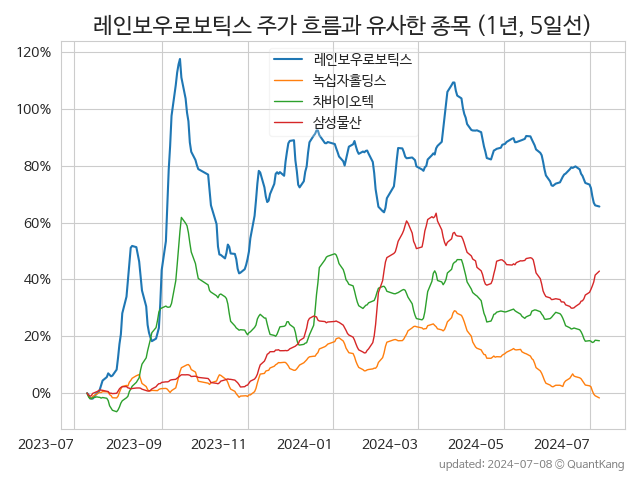 레인보우로보틱스 주가 흐름과 유사한 종목 (1년, 5일선)
레인보우로보틱스
녹십자홀딩스
차바이오텍
삼성물산
120%
100%
80%
60%
40%
20%
0%
2023-07 2023-09 2023-11 2024-01 2024-03 2024-05 2024-07
updated: 2024-07-08 © QuantKang